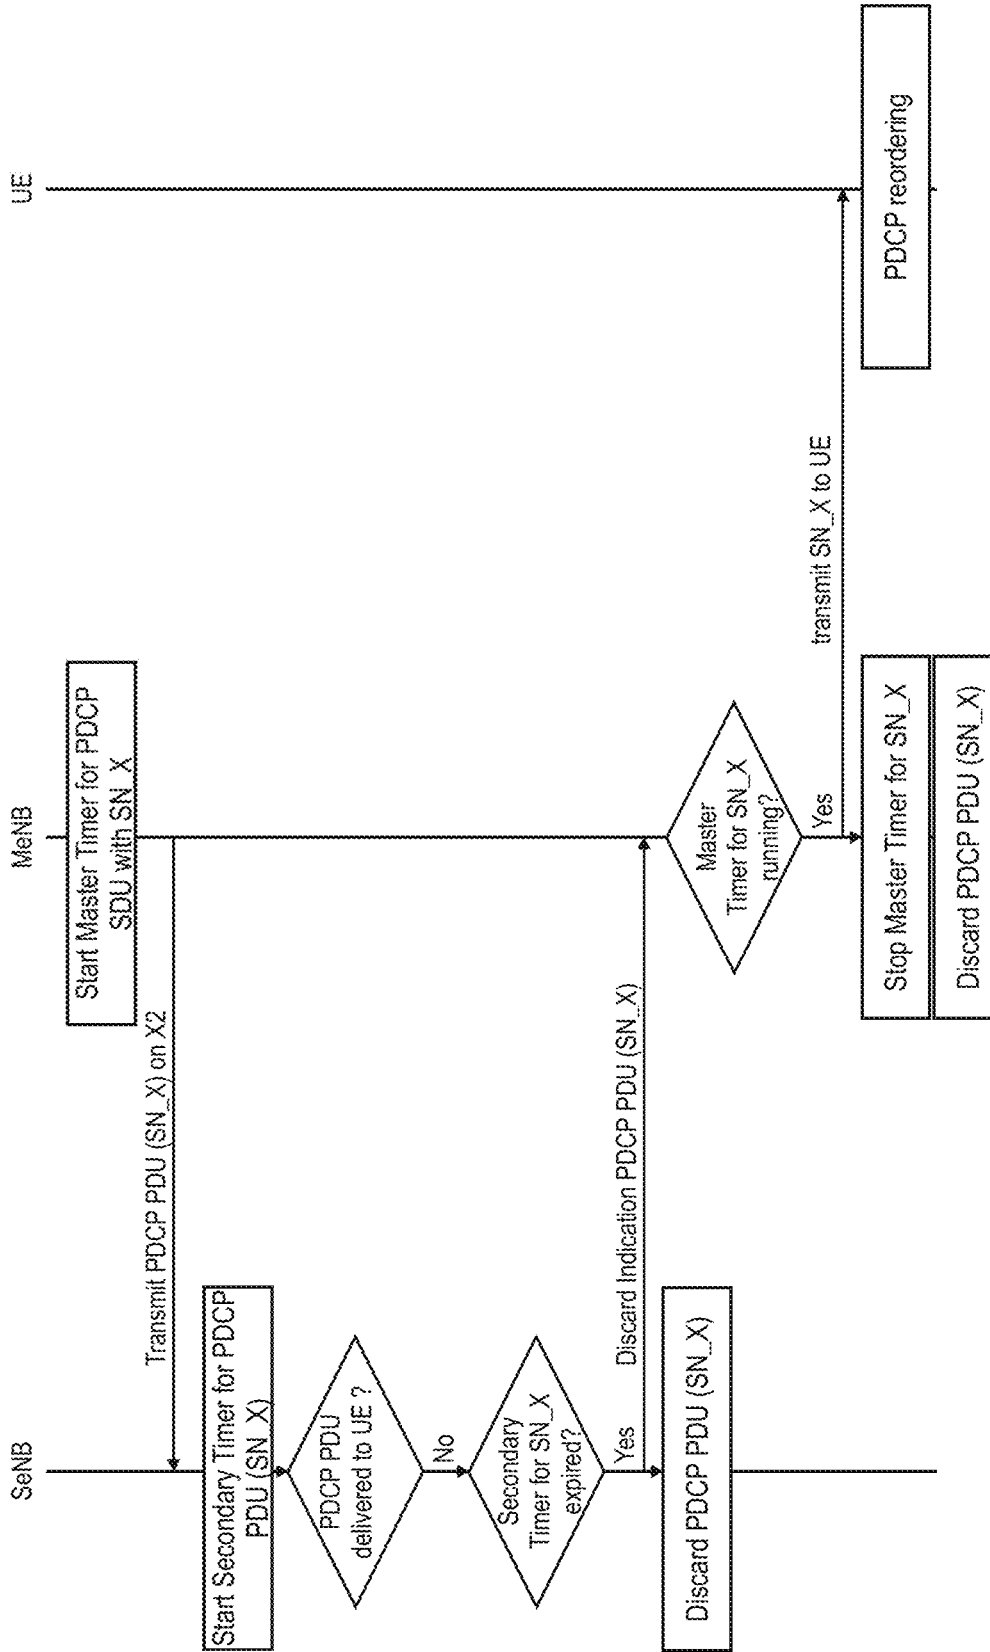 SeNB
MeNB
UE
Start Master Timer for PDCP
SDU with SN_X
Transmit PDCP PDU (SN_X) on X2
Start Secondary Timer for PDCP
PDU (SN_X)
PDCP PDU
delivered to UE ?
No
Secondary
Timer for SN_X
expired?
Yes
Discard Indication PDCP PDU (SN_X)
Discard PDCP PDU (SN_X)
Master
Timer for SN_X
running?
Yes
transmit SN_X to UE
Stop Master Timer for SN_X
Discard PDCP PDU (SN_X)
PDCP reordering